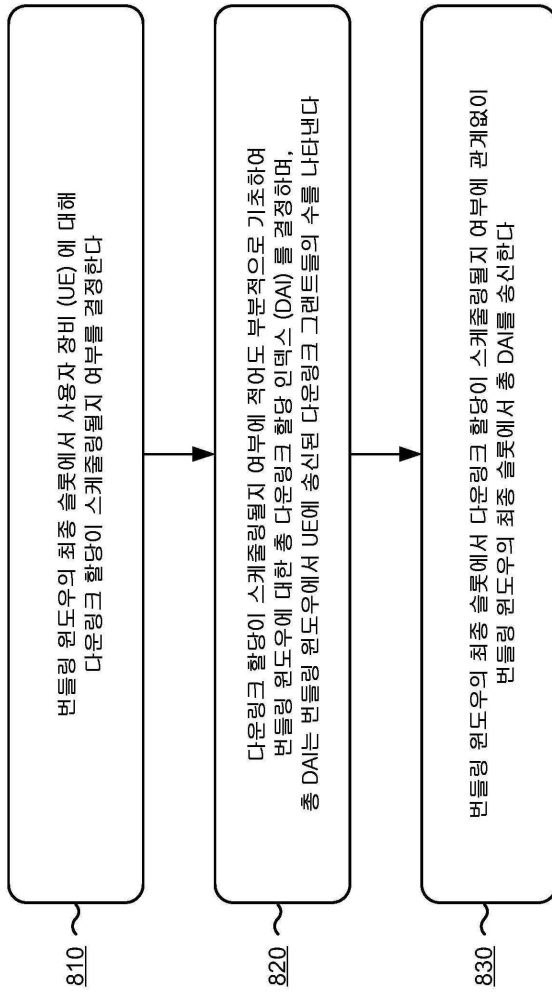 810
번들링 윈도우의 최종 슬롯에서 사용자 장비 (UE) 에 대해
다운링크 할당이 스케줄링될지 여부를 결정한다
820
다운링크 할당이 스케줄링될지 여부에 적어도 부분적으로 기초하여
번들링 윈도우에 대한 총 다운링크 할당 인덱스 (DAI) 를 결정하며,
총 DAI는 번들링 윈도우에서 UE에 송신된 다운링크 그랜트들의 수를 나타낸다
830
번들링 윈도우의 최종 슬롯에서 다운링크 할당이 스케줄링될지 여부에 관계없이
번들링 윈도우의 최종 슬롯에서 총 DAI를 송신한다